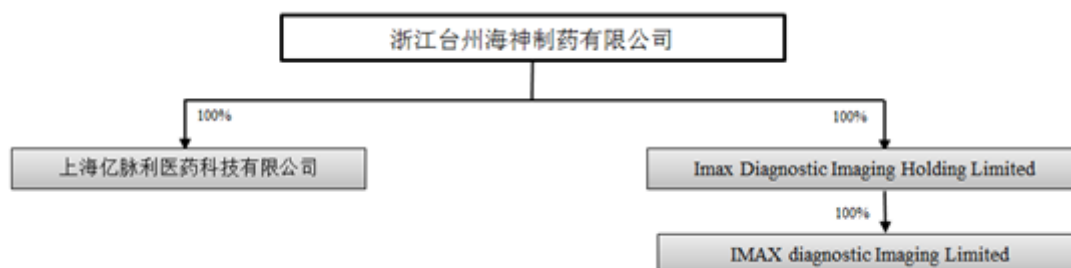 浙江台州海神制药有限公司
100%
100%
上海亿脉利医药科技有限公司
Imax Diagnostic Imaging Holding Limited
100%
IMAX diagnostic Imaging Limited